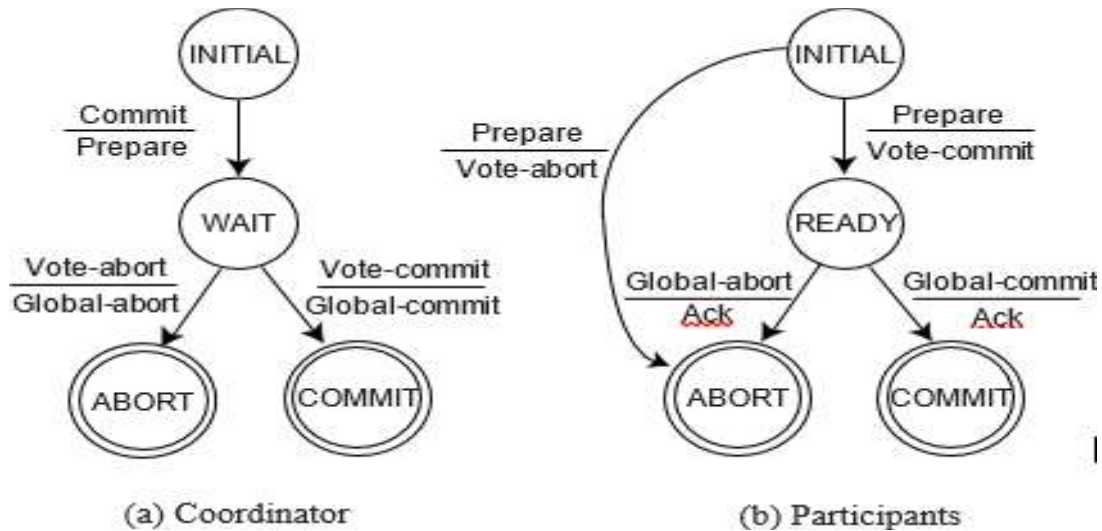 INITIAL
Commit
Prepare
WAIT
Vote-abort
Global-abort
Vote-commit
Global-commit
ABORT
COMMIT
(a) Coordinator
INITIAL
Prepare
Vote-abort
Prepare
Vote-commit
READY
Global-abort
Ack
Global-commit
Ack
ABORT
COMMIT
(b) Participants